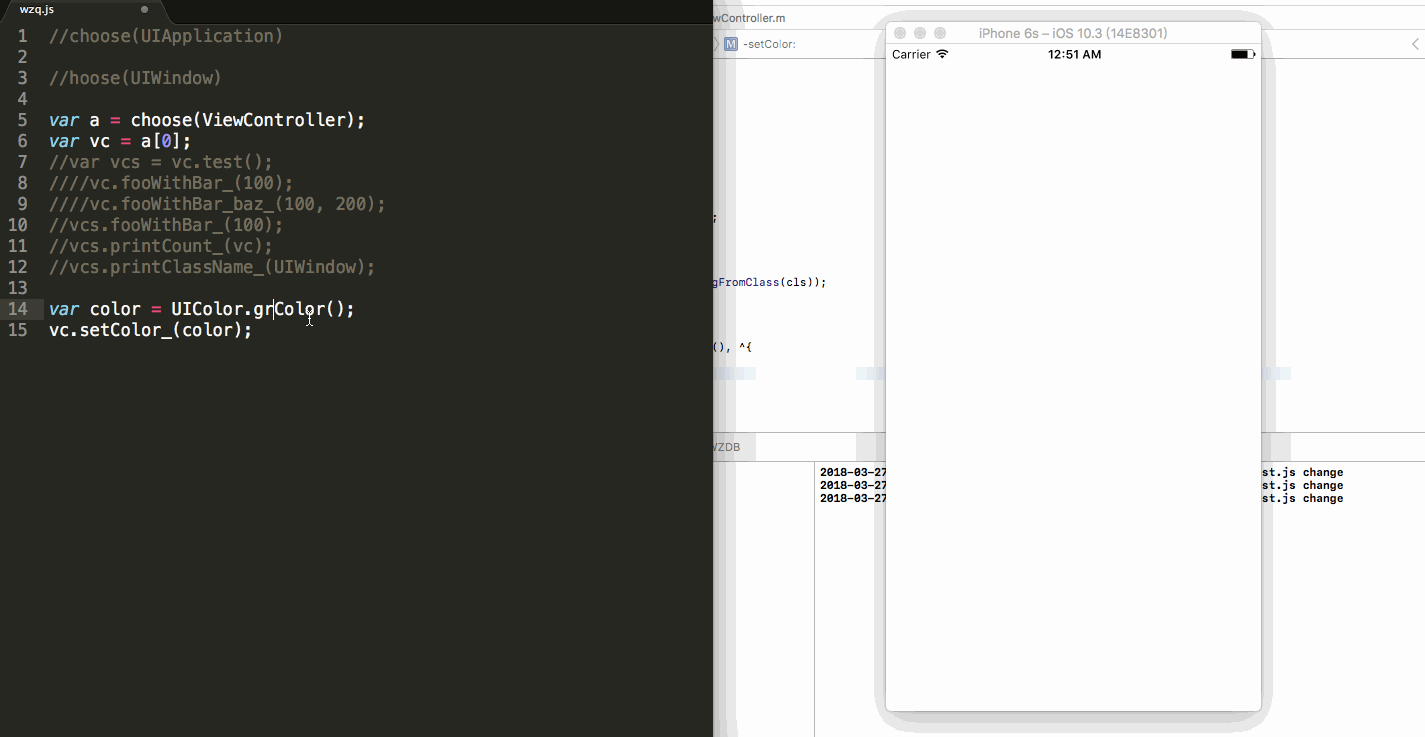 wzq.js
1 //choose(UIApplication)
2
3 //hoose(UIWindow)
4
5 var a = choose(ViewController);
6 var vc = a[0];
7 //var vcs = vc.test();
8 ////vc.fooWithBar_(100);
9 ////vc.fooWithBar_baz_(100, 200);
10 //vcs.fooWithBar_(100);
11 //vcs.printCount_(vc);
12 //vcs.printClassName_(UIWindow);
13
14 var color = UIColor.grColor();
15 vc.setColor_(color);
wController.m
M -setColor:
;
gFromClass(cls));
(), ^{
WZDB
2018-03-27
2018-03-27
2018-03-27
iPhone 6s – iOS 10.3 (14E8301)
Carrier 12:51 AM
st.js change
st.js change
st.js change